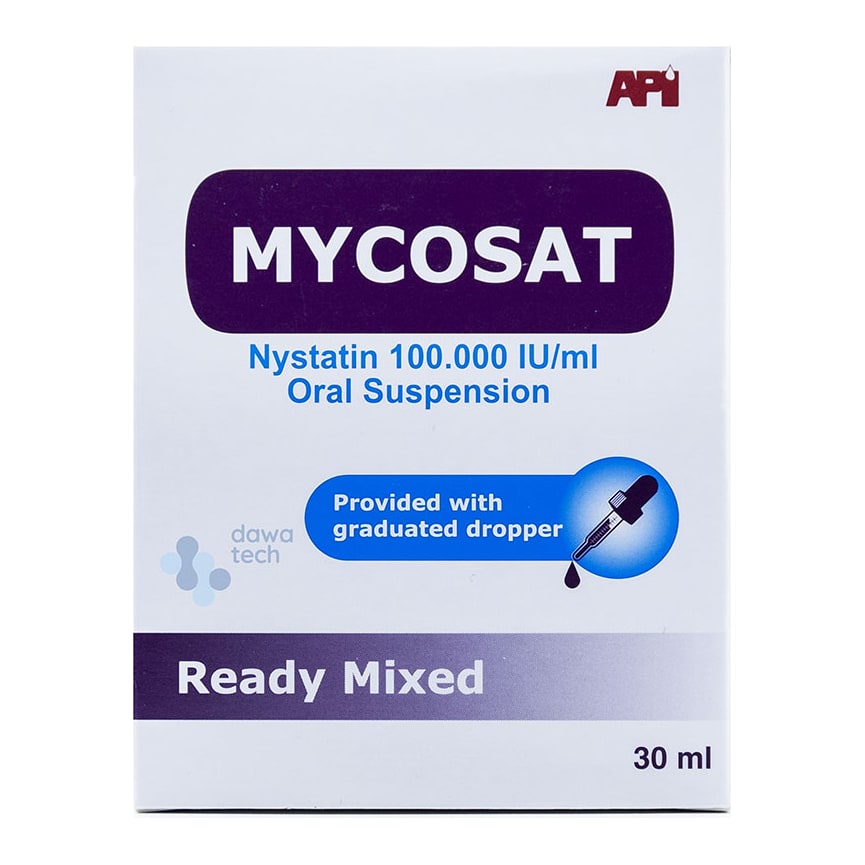 API
MYCOSAT
Nystatin 100.000 IU/ml
Oral Suspension
Provided with
graduated dropper
dawa
tech
Ready Mixed
30 ml